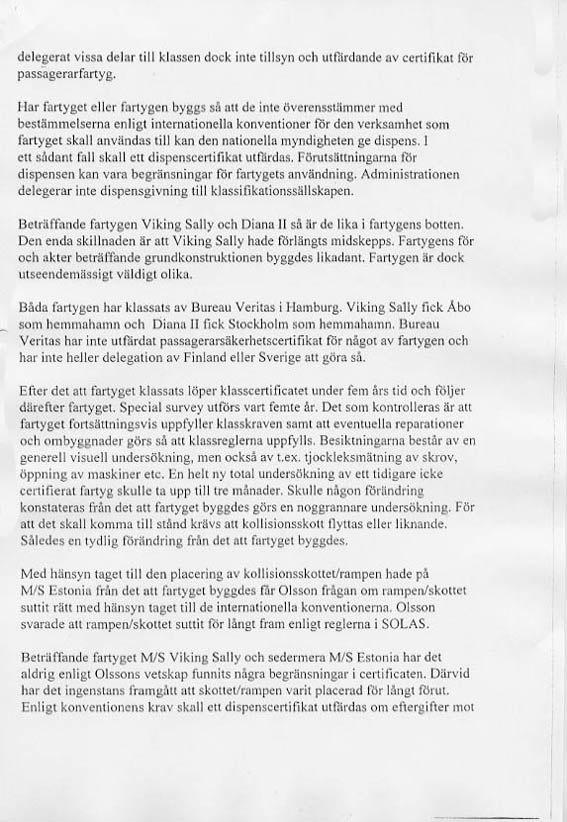 delegerat vissa delar till klassen dock inte tillsyn och utfärdande av certifikat för
passagerarfartyg.
Har fartyget eller fartygen byggs så att de inte överensstämmer med
bestämmelserna enligt internationella konventioner för den verksamhet som
fartyget skall användas till kan den nationella myndigheten ge dispens. I
ett sådant fall skall ett dispenscertifikat utfärdas. Förutsättningarna för
dispensen kan vara begränsningar för fartygets användning. Administrationen
delegerar inte dispensgivning till klassifikationssällskapen.
Beträffande fartygen Viking Sally och Diana II så är de lika i fartygens botten.
Den enda skillnaden är att Viking Sally hade förlängts midskepps. Fartygens för
och akter beträffande grundkonstruktionen byggdes likadant. Fartygen är dock
utseendemässigt väldigt olika.
Båda fartygen har klassats av Bureau Veritas i Hamburg. Viking Sally fick Åbo
som hemmahamn och Diana II fick Stockholm som hemmahamn. Bureau
Veritas har inte utfärdat passagerarsäkerhetscertifikat för något av fartygen och
har inte heller delegation av Finland eller Sverige att göra så.
Efter det att fartyget klassats löper klasscertificatet under fem års tid och följer
därefter fartyget. Special survey utförs vart femte år. Det som kontrolleras är att
fartyget fortsättningsvis uppfyller klasskraven samt att eventuella reparationer
och ombyggnader görs så att klassreglerna uppfylls. Besiktningarna består av en
generell visuell undersökning, men också av t.ex. tjockleksmätning av skrov,
öppning av maskiner etc. En helt ny total undersökning av ett tidigare icke
certifierat fartyg skulle ta upp till tre månader. Skulle någon förändring
konstateras från det att fartyget byggdes görs en noggrannare undersökning. För
att det skall komma till stånd krävs att kollisionsskott flyttas eller liknande.
Således en tydlig förändring från det att fartyget byggdes.
Med hänsyn taget till den placering av kollisionsskottet/rampen hade på
M/S Estonia från det att fartyget byggdes får Olsson frågan om rampen/skottet
suttit rätt med hänsyn taget till de internationella konventionerna. Olsson
svarade att rampen/skottet suttit för långt fram enligt reglerna i SOLAS.
Beträffande fartyget M/S Viking Sally och sedermera M/S Estonia har det
aldrig enligt Olssons vetskap funnits några begränsningar i certificaten. Därvid
har det ingenstans framgått att skottet/rampen varit placerad för långt förut.
Enligt konventionens krav skall ett dispenscertifikat utfärdas om eftergifter mot